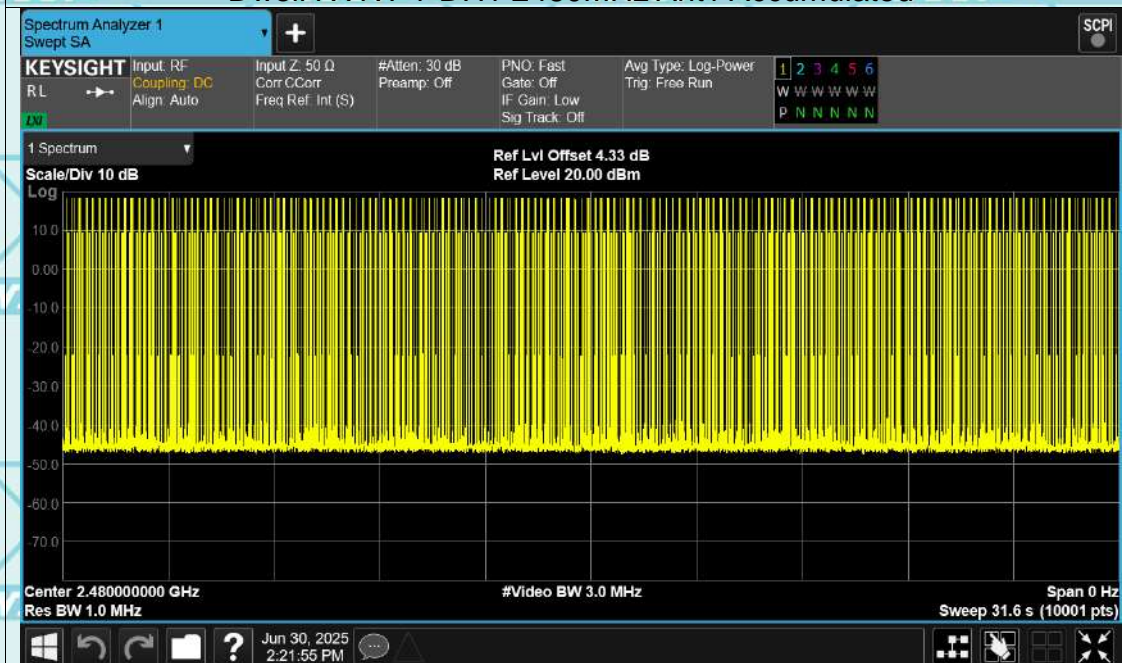 Spectrum Analyzer 1
Swept SA
SCPI
KEYSIGHT
RL
LXI
Input: RF
Coupling: DC
Align: Auto
Input Z: 50 Ω
Corr CCorr
Freq Ref: Int (S)
#Atten: 30 dB
Preamp: Off
PNO: Fast
Gate: Off
IF Gain: Low
Sig Track: Off
Avg Type: Log-Power
Trig: Free Run
1 2 3 4 5 6
W W W W W W
P N N N N N
1 Spectrum
Scale/Div 10 dB
Log
Ref Lvl Offset 4.33 dB
Ref Level 20.00 dBm
10.0
0.00
-10.0
-20.0
-30.0
-40.0
-50.0
-60.0
-70.0
Center 2.480000000 GHz
Res BW 1.0 MHz
#Video BW 3.0 MHz
Span 0 Hz
Sweep 31.6 s (10001 pts)
Jun 30, 2025
2:21:55 PM